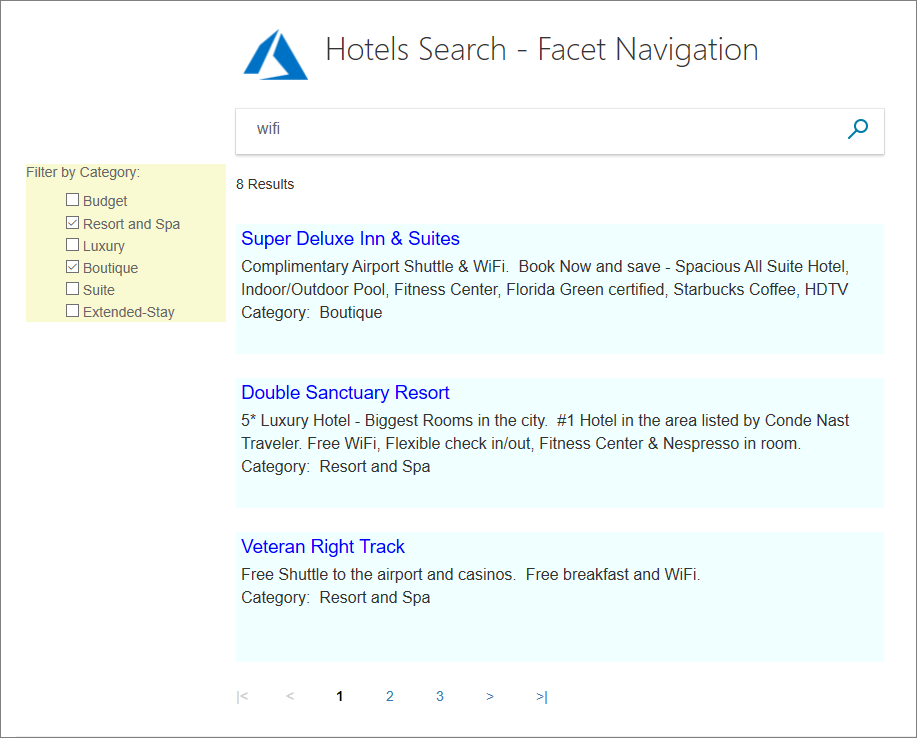 Hotels Search - Facet Navigation
wifi
Filter by Category:
Budget
Resort and Spa
Luxury
Boutique
Suite
Extended-Stay
8 Results
Super Deluxe Inn & Suites
Complimentary Airport Shuttle & WiFi.  Book Now and save - Spacious All Suite Hotel,
Indoor/Outdoor Pool, Fitness Center, Florida Green certified, Starbucks Coffee, HDTV
Category:  Boutique
Double Sanctuary Resort
5* Luxury Hotel - Biggest Rooms in the city.  #1 Hotel in the area listed by Conde Nast
Traveler. Free WiFi, Flexible check in/out, Fitness Center & Nespresso in room.
Category:  Resort and Spa
Veteran Right Track
Free Shuttle to the airport and casinos.  Free breakfast and WiFi.
Category:  Resort and Spa
|< < 1 2 3 > >|